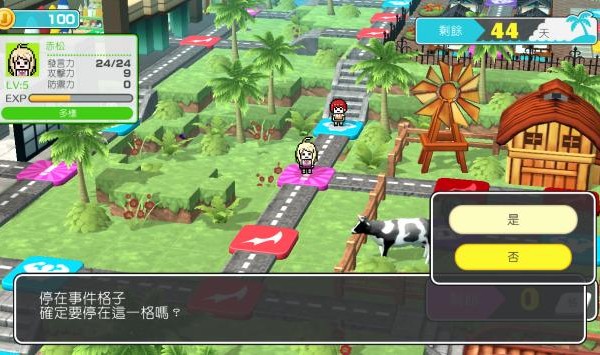 100
赤松
發言力 24/24
攻擊力 9
LV:5 防禦力 0
EXP
剩餘 44 天
是
否
停在事件格子
確定要停在這一格嗎？
0